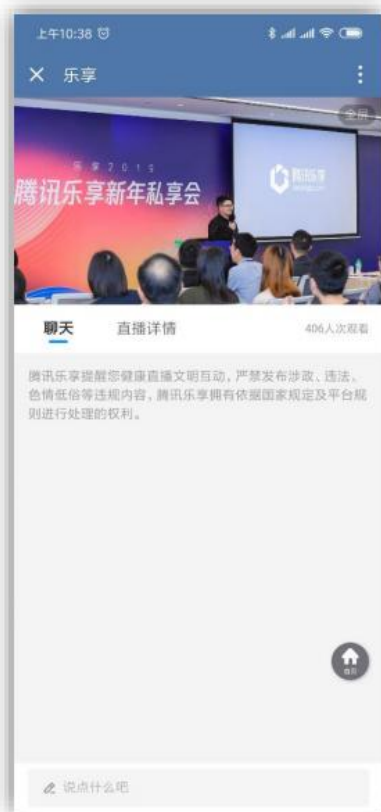 上午10:38
乐享
全屏
乐享2019
腾讯乐享新年私享会
腾讯乐享
聊天
直播详情
406人次观看
腾讯乐享提醒您健康直播文明互动，严禁发布涉政、违法、
色情低俗等违规内容，腾讯乐享拥有依据国家规定及平台规
则进行处理的权利。
首页
说点什么吧